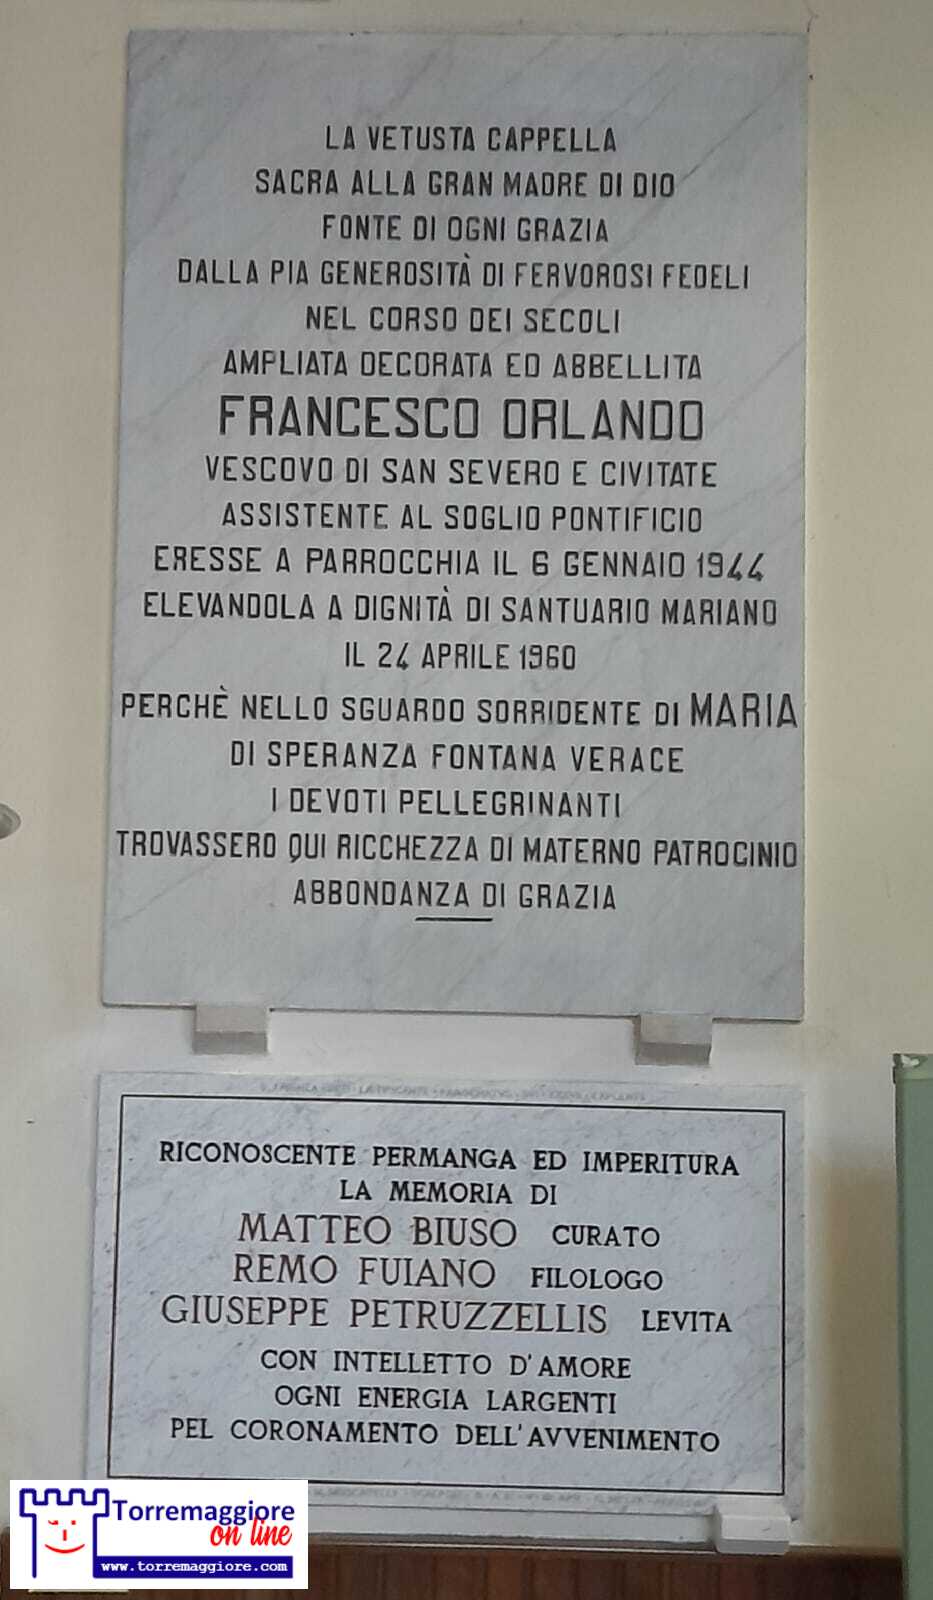 LA VETUSTA CAPPELLA
SACRA ALLA GRAN MADRE DI DIO
FONTE DI OGNI GRAZIA
DALLA PIA GENEROSITÀ DI FERVOROSI FEDELI
NEL CORSO DEI SECOLI
AMPLIATA DECORATA ED ABBELLITA
FRANCESCO ORLANDO
VESCOVO DI SAN SEVERO E CIVITATE
ASSISTENTE AL SOGLIO PONTIFICIO
ERESSE A PARROCCHIA IL 6 GENNAIO 1944
ELEVANDOLA A DIGNITÀ DI SANTUARIO MARIANO
IL 24 APRILE 1960
PERCHÈ NELLO SGUARDO SORRIDENTE DI MARIA
DI SPERANZA FONTANA VERACE
I DEVOTI PELLEGRINANTI
TROVASSERO QUI RICCHEZZA DI MATERNO PATROCINIO
ABBONDANZA DI GRAZIA
RICONOSCENTE PERMANGA ED IMPERITURA
LA MEMORIA DI
MATTEO BIUSO CURATO
REMO FUIANO FILOLOGO
GIUSEPPE PETRUZZELLIS LEVITA
CON INTELLETTO D'AMORE
OGNI ENERGIA LARGENTI
PEL CORONAMENTO DELL'AVVENIMENTO
Torremaggiore
on line
www.torremaggiore.com